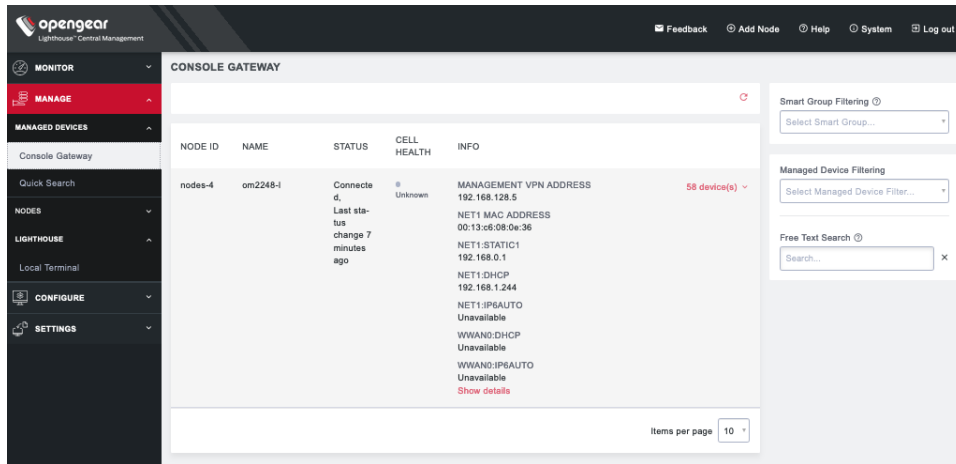 opengear
Lighthouse™ Central Management
Feedback
Add Node
Help
System
Log out
MONITOR
MANAGE
MANAGED DEVICES
Console Gateway
Quick Search
NODES
LIGHTHOUSE
Local Terminal
CONFIGURE
SETTINGS
CONSOLE GATEWAY
NODE ID NAME STATUS CELL HEALTH INFO
nodes-4
om2248-l
Connecte
d,
Last sta-
tus
change 7
minutes
ago
Unknown
MANAGEMENT VPN ADDRESS
192.168.128.5
NET1 MAC ADDRESS
00:13:c6:08:0e:36
NET1:STATIC1
192.168.0.1
NET1:DHCP
192.168.1.244
NET1:IP6AUTO
Unavailable
WWAN0:DHCP
Unavailable
WWAN0:IP6AUTO
Unavailable
Show details
58 device(s)
Items per page 10
Smart Group Filtering
Select Smart Group...
Managed Device Filtering
Select Managed Device Filter...
Free Text Search
Search...